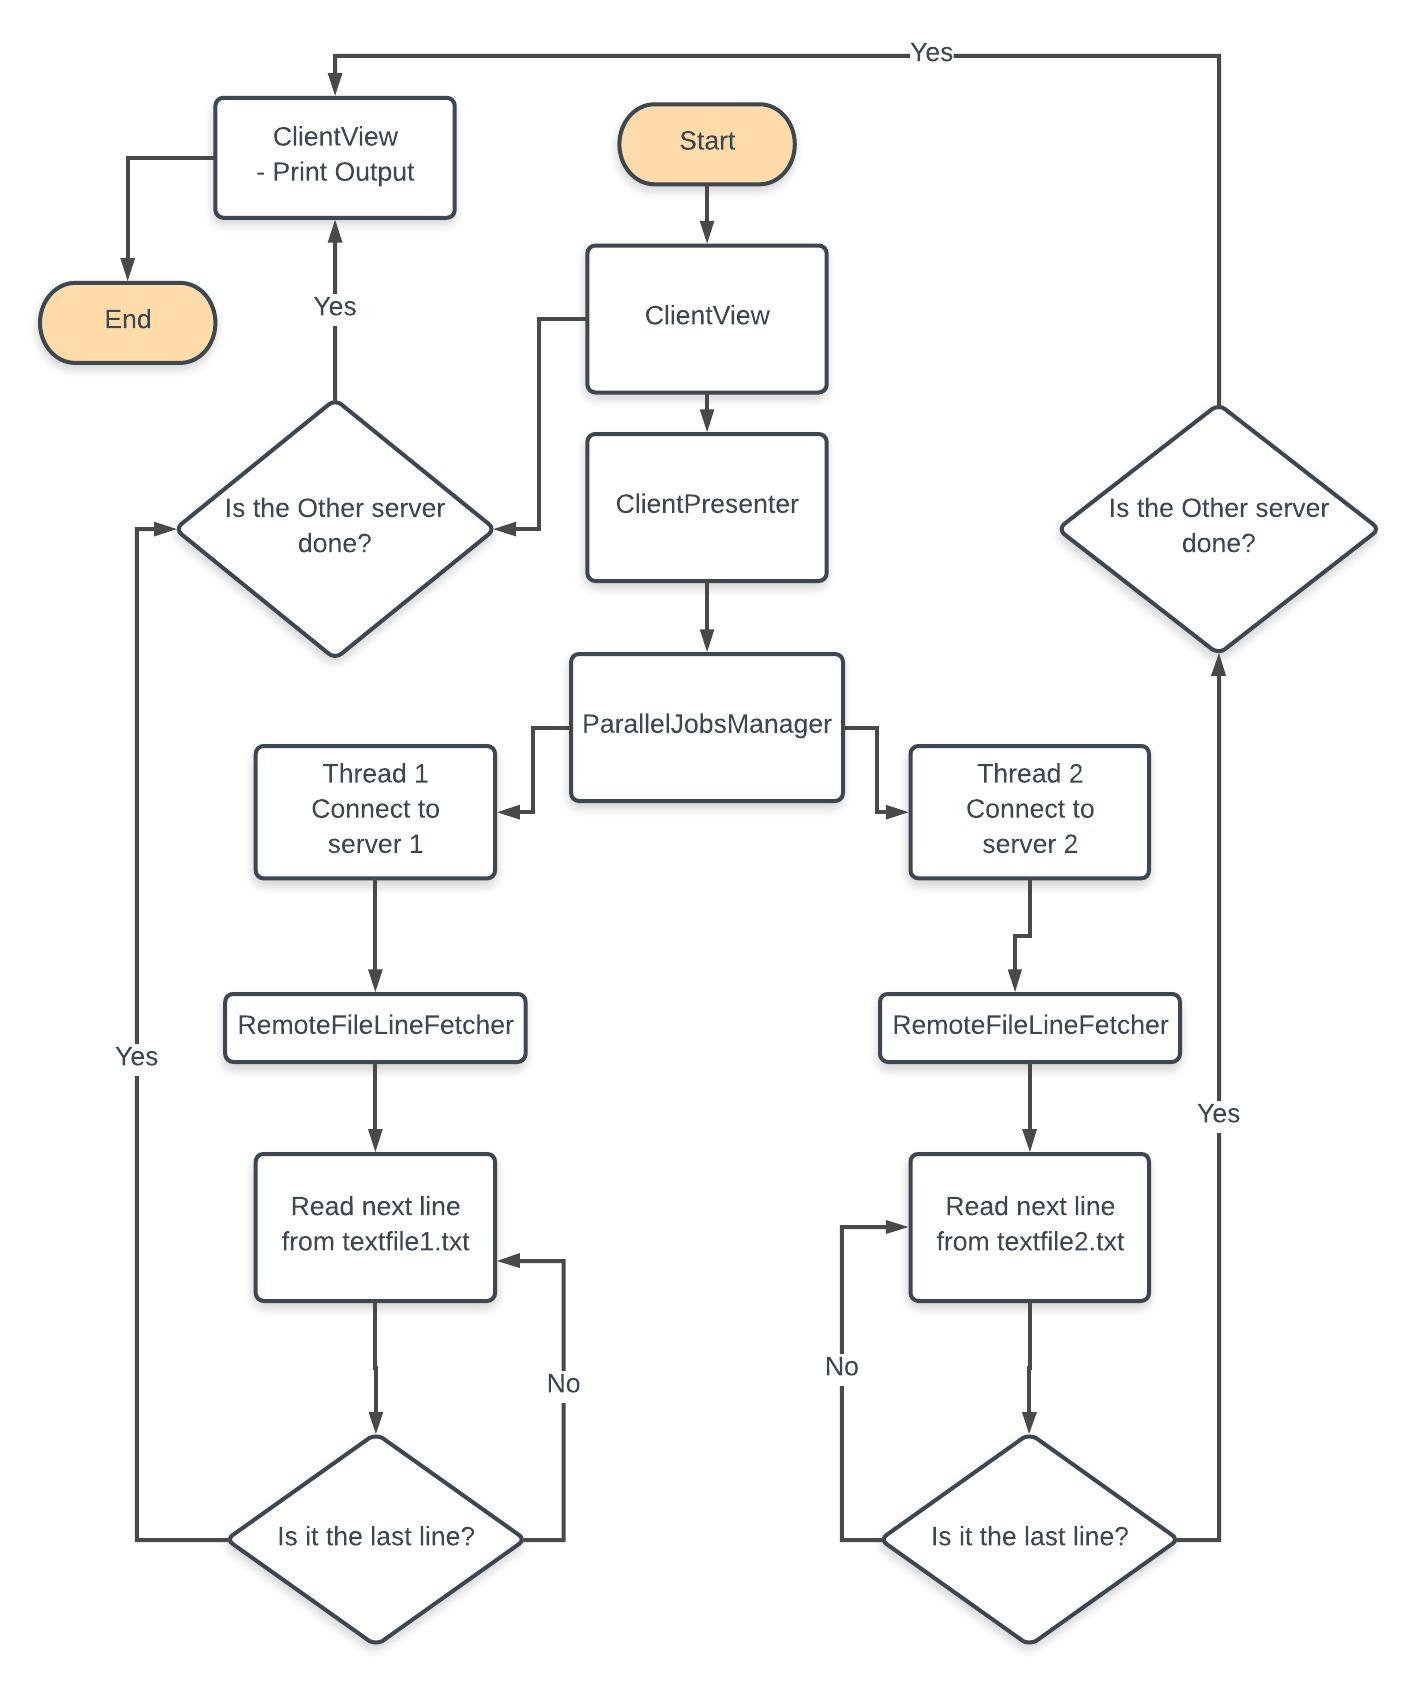 Yes
ClientView
- Print Output
Start
End
Yes
ClientView
Is the Other server
done?
ClientPresenter
Is the Other server
done?
ParallelJobsManager
Thread 1
Connect to
server 1
Thread 2
Connect to
server 2
RemoteFileLineFetcher
RemoteFileLineFetcher
Yes
Yes
Read next line
from textfile1.txt
Read next line
from textfile2.txt
No
No
Is it the last line?
Is it the last line?